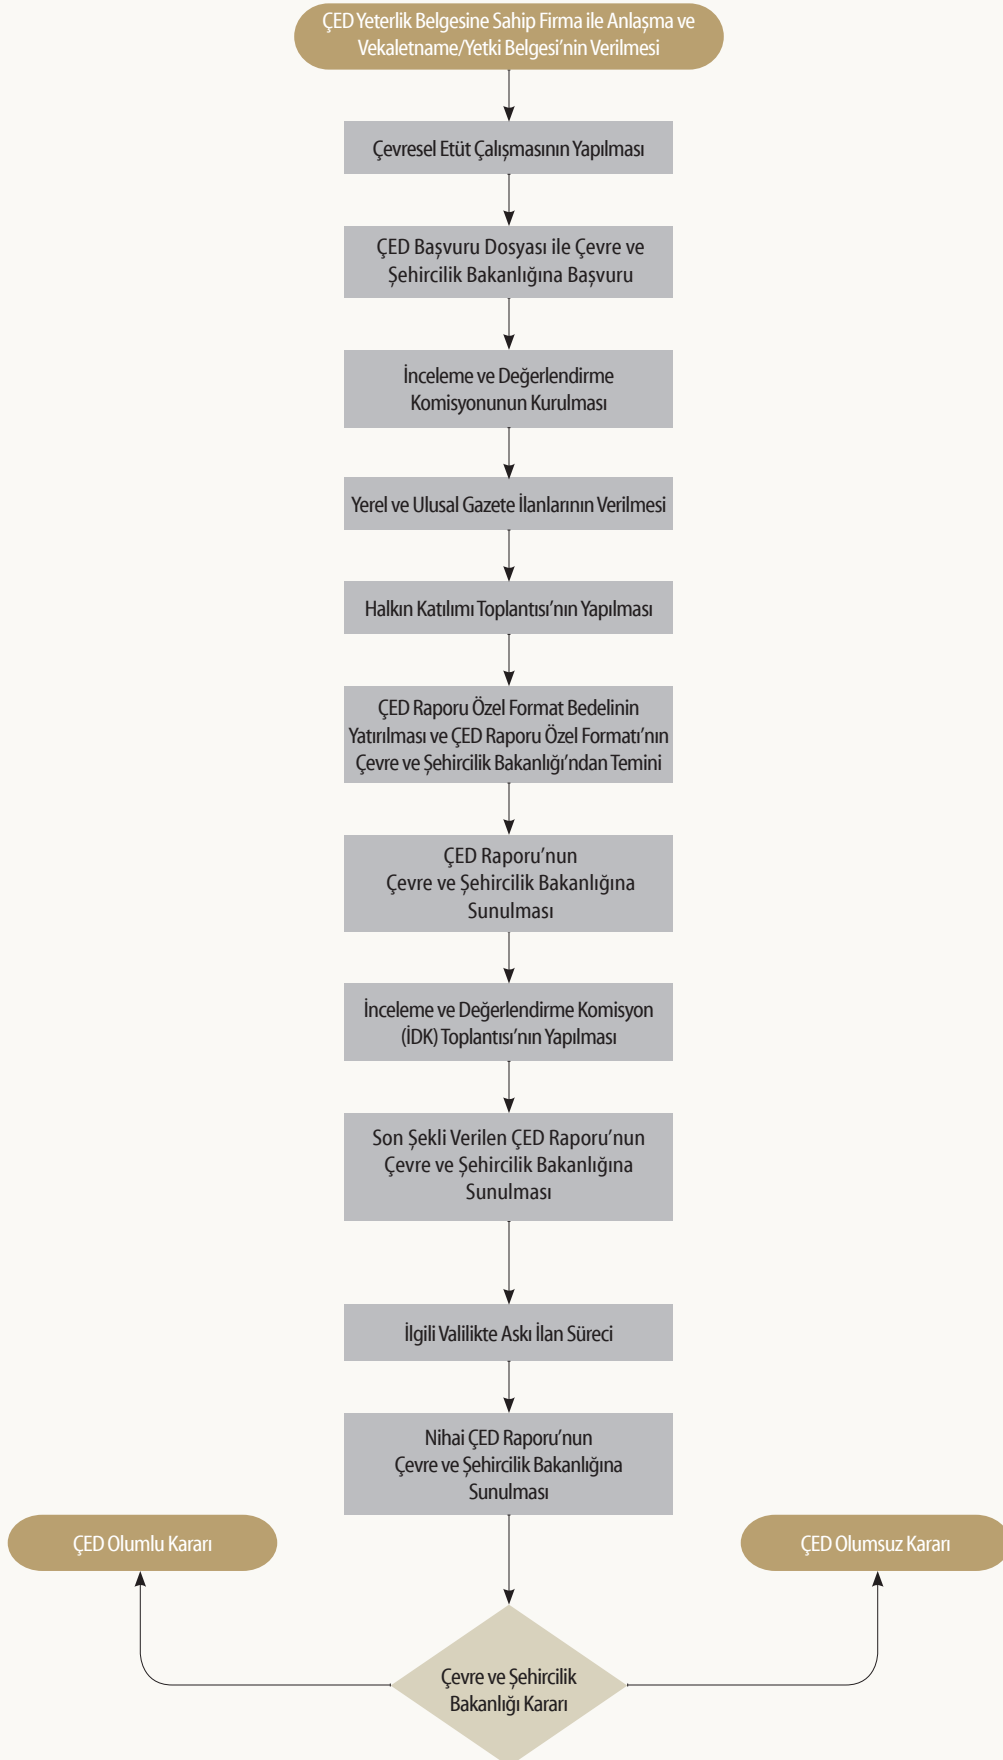 ÇED Yeterlik Belgesine Sahip Firma ile Anlaşma ve
Vekaletname/Yetki Belgesi’nin Verilmesi
Çevresel Etüt Çalışmasının Yapılması
ÇED Başvuru Dosyası ile Çevre ve
Şehircilik Bakanlığına Başvuru
İnceleme ve Değerlendirme
Komisyonunun Kurulması
Yerel ve Ulusal Gazete İlanlarının Verilmesi
Halkın Katılımı Toplantısı’nın Yapılması
ÇED Raporu Özel Format Bedelinin
Yatırılması ve ÇED Raporu Özel Formatı’nın
Çevre ve Şehircilik Bakanlığı’ndan Temini
ÇED Raporu’nun
Çevre ve Şehircilik Bakanlığına
Sunulması
İnceleme ve Değerlendirme Komisyon
(İDK) Toplantısı’nın Yapılması
Son Şekli Verilen ÇED Raporu’nun
Çevre ve Şehircilik Bakanlığına
Sunulması
İlgili Valilikte Askı İlan Süreci
Nihai ÇED Raporu’nun
Çevre ve Şehircilik Bakanlığına
Sunulması
ÇED Olumlu Kararı
ÇED Olumsuz Kararı
Çevre ve Şehircilik
Bakanlığı Kararı